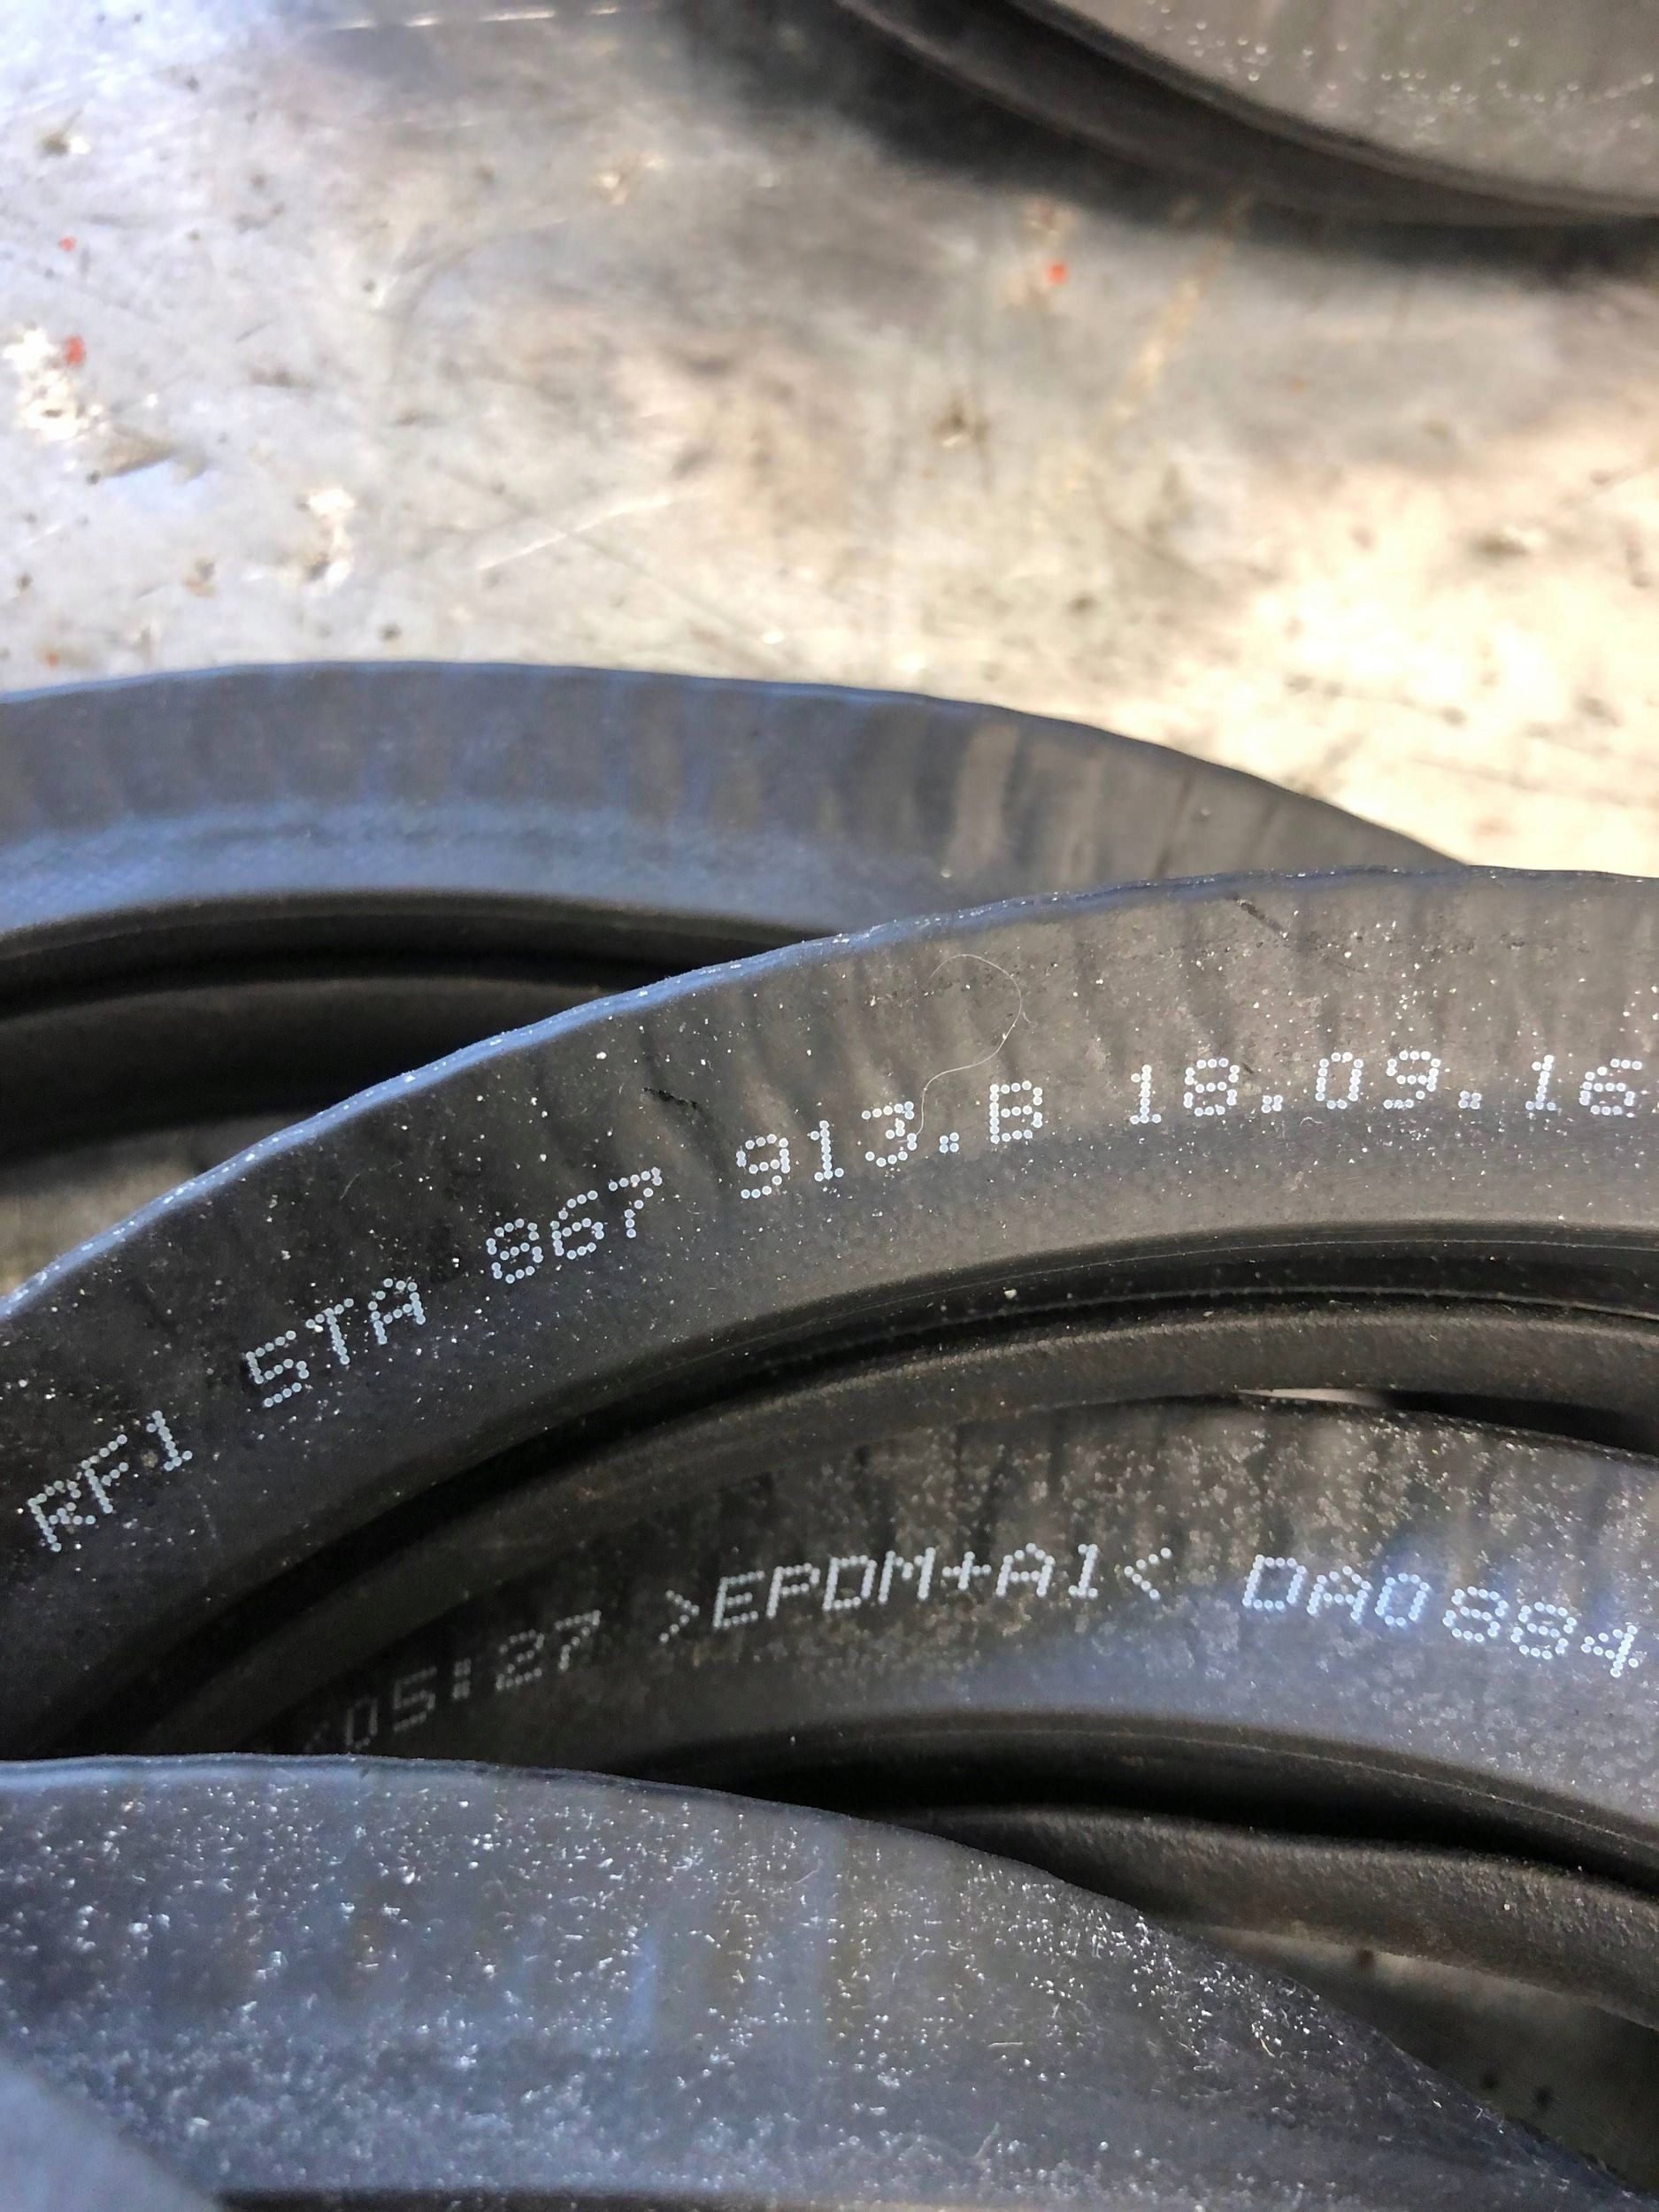 RF1 5TA 867 913.B 18.09.16
05:27 >EPDM+A1< DA0884